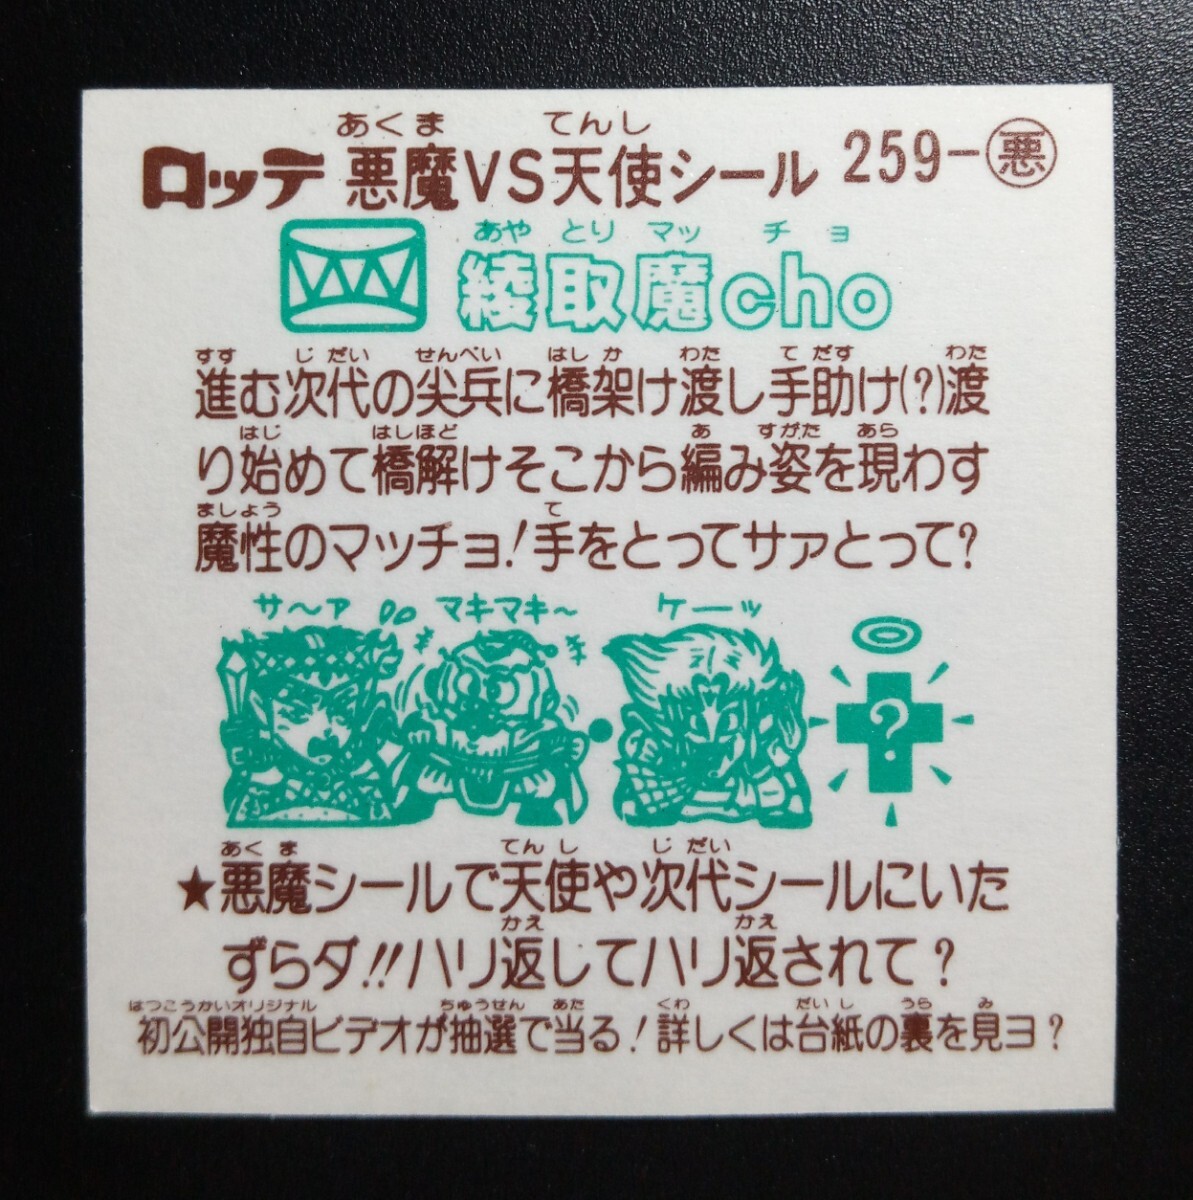 ロッテ 悪魔VS天使シール 259-悪
あくま てんし
綾取魔cho
あやとりマッチョ
進む次代の尖兵に橋架け渡し手助け(?)渡
すす じだい せんぺい はしか わた てだす わた
り始めて橋解けそこから編み姿を現わす
はじ はしほど あ すがた あら
魔性のマッチョ!手をとってサァとって?
ましょう て
サ〜ァ マキマキ〜 ケーッ
?
★悪魔シールで天使や次代シールにいた
あくま てんし じだい
ずらダ!!ハリ返してハリ返されて?
かえ かえ
初公開独自ビデオが抽選で当る!詳しくは台紙の裏を見ヨ?
はつこうかいオリジナル ちゅうせん あた くわ だいし うら み